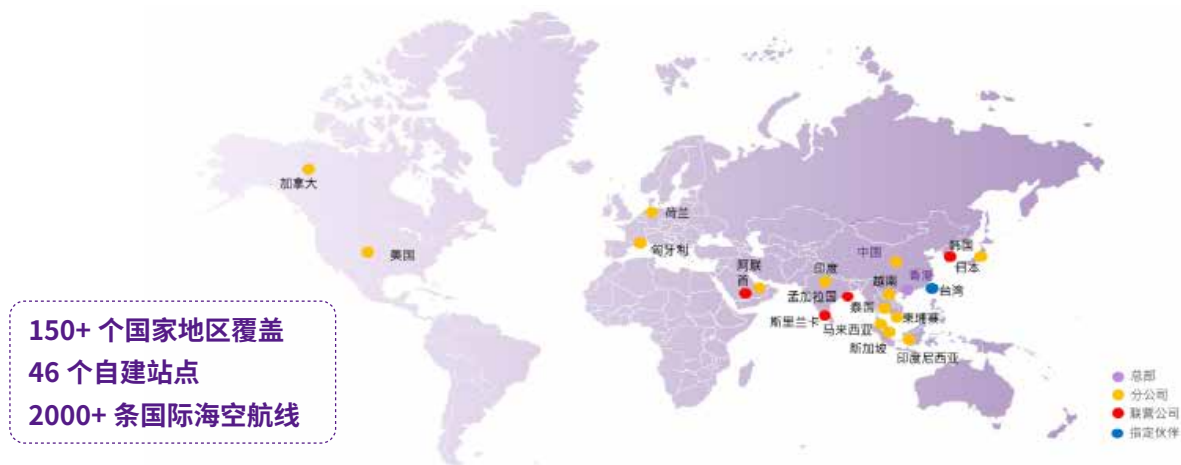 加拿大
美国
荷兰
匈牙利
阿联
酋
印度
孟加拉国
斯里兰卡
中国
越南
香港
泰国
马来西亚
新加坡
柬埔寨
印度尼西亚
韩国
日本
台湾
150+ 个国家地区覆盖
46 个自建站点
2000+ 条国际海空航线
总部
分公司
联营公司
指定伙伴